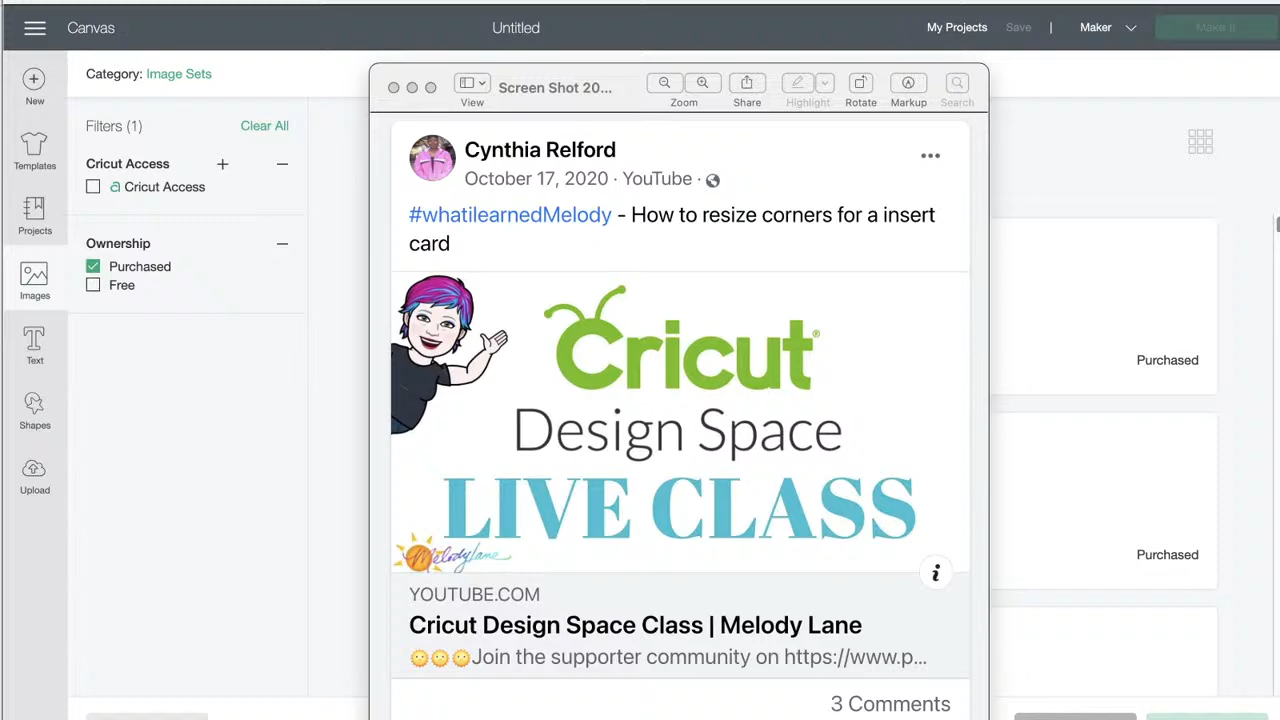 Canvas
Untitled
My Projects Save | Maker
Make It
New
Templates
Projects
Images
Text
Shapes
Upload
Category: Image Sets
Filters (1) Clear All
Cricut Access
Cricut Access
Ownership
Purchased
Free
View
Screen Shot 20...
Zoom
Share
Highlight
Rotate
Markup
Search
Cynthia Relford
October 17, 2020 · YouTube ·
#whatilearnedMelody - How to resize corners for a insert
card
Cricut®
Design Space
LIVE CLASS
MelodyLane
YOUTUBE.COM
Cricut Design Space Class | Melody Lane
🌞🌞🌞Join the supporter community on https://www.p...
3 Comments
Purchased
Purchased